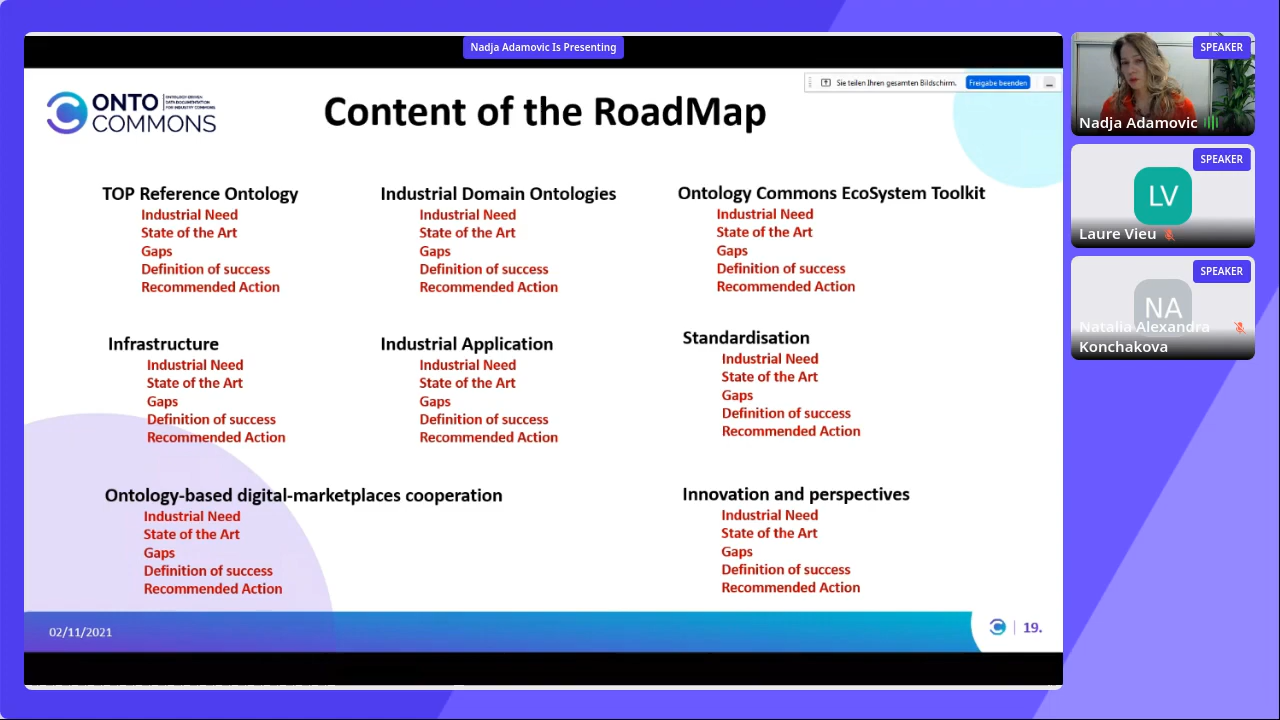 Nadja Adamovic Is Presenting
Sie teilen Ihren gesamten Bildschirm. Freigabe beenden
ONTO
COMMONS
Content of the RoadMap
TOP Reference Ontology
Industrial Need
State of the Art
Gaps
Definition of success
Recommended Action
Industrial Domain Ontologies
Industrial Need
State of the Art
Gaps
Definition of success
Recommended Action
Ontology Commons EcoSystem Toolkit
Industrial Need
State of the Art
Gaps
Definition of success
Recommended Action
Infrastructure
Industrial Need
State of the Art
Gaps
Definition of success
Recommended Action
Industrial Application
Industrial Need
State of the Art
Gaps
Definition of success
Recommended Action
Standardisation
Industrial Need
State of the Art
Gaps
Definition of success
Recommended Action
Ontology-based digital-marketplaces cooperation
Industrial Need
State of the Art
Gaps
Definition of success
Recommended Action
Innovation and perspectives
Industrial Need
State of the Art
Gaps
Definition of success
Recommended Action
02/11/2021
19.
SPEAKER
Nadja Adamovic
SPEAKER
LV
Laure Vieu
SPEAKER
NA
Natalia Alexandra
Konchakova